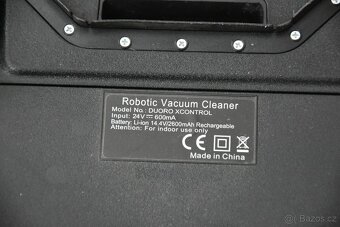 Robotic Vacuum Cleaner
Model No.: DUORO XCONTROL
Input: 24V ⎓ 600mA
Battery: Li-ion 14.4V/2600mAh Rechargeable
Attention: For indoor use only
CE
Made in China
sbazos.cz